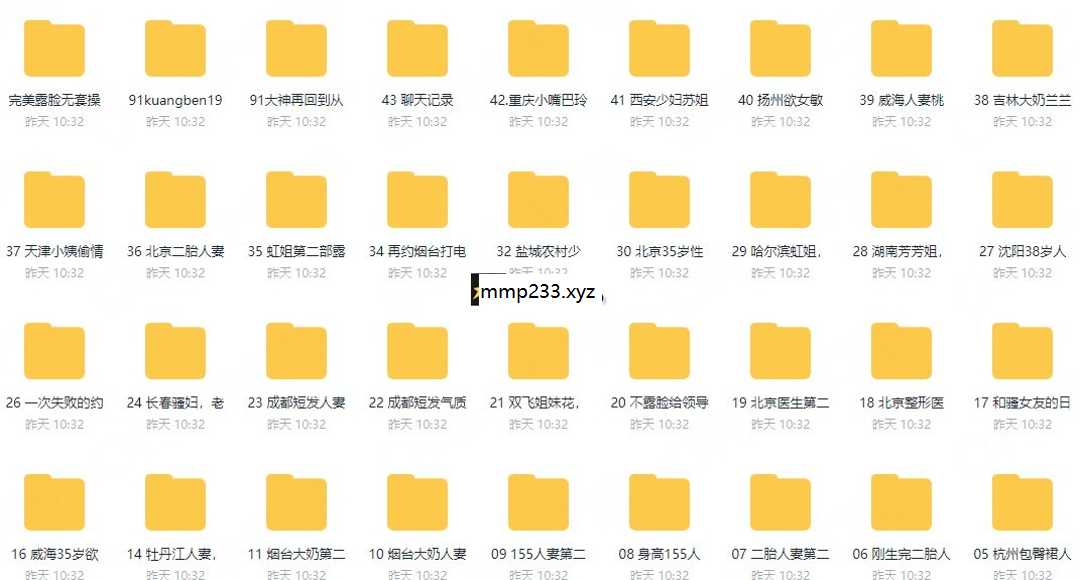 完美露脸无套操 91kuangben19 91大神再回到从 43 聊天记录 42.重庆小嘴巴玲 41 西安少妇苏姐 40 扬州欲女敏 39 威海人妻桃 38 吉林大奶兰兰
昨天 10:32 昨天 10:32 昨天 10:32 昨天 10:32 昨天 10:32 昨天 10:32 昨天 10:32 昨天 10:32 昨天 10:32
37 天津小姨偷情 36 北京二胎人妻 35 虹姐第二部露 34 再约烟台打电 32 盐城农村少 30 北京35岁性 29 哈尔滨虹姐, 28 湖南芳芳姐, 27 沈阳38岁人
昨天 10:32 昨天 10:32 昨天 10:32 昨天 10:32 昨天 10:32 昨天 10:32 昨天 10:32 昨天 10:32 昨天 10:32
mmp233.xyz
26 一次失败的约 24 长春骚妇，老 23 成都短发人妻 22 成都短发气质 21 双飞姐妹花, 20 不露脸给领导 19 北京医生第二 18 北京整形医 17 和骚女友的日
昨天 10:32 昨天 10:32 昨天 10:32 昨天 10:32 昨天 10:32 昨天 10:32 昨天 10:32 昨天 10:32 昨天 10:32
16 威海35岁欲 14 牡丹江人妻, 11 烟台大奶第二 10 烟台大奶人妻 09 155人妻第二 08 身高155人 07 二胎人妻第二 06 刚生完二胎人 05 杭州包臀裙人
昨天 10:32 昨天 10:32 昨天 10:32 昨天 10:32 昨天 10:32 昨天 10:32 昨天 10:32 昨天 10:32 昨天 10:32